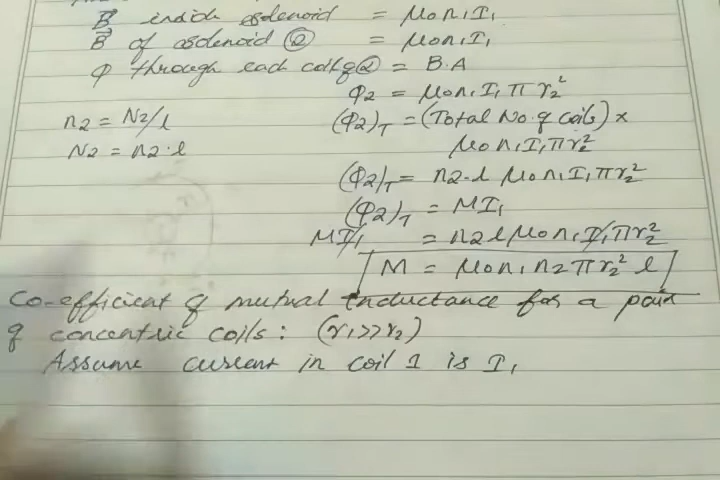 B⃗ inside asolenoid = μ₀n₁I₁
B⃗ of asolenoid ② = μ₀n₁I₁
φ through each coil of ② = B.A
φ₂ = μ₀n₁I₁πr₂²
n₂ = N₂/l (φ₂)T = (Total No. of coils) ×
N₂ = n₂·l μ₀n₁I₁πr₂²
(φ₂)T = n₂·l μ₀n₁I₁πr₂²
(φ₂)T = MI₁
MI₁ = n₂lμ₀n₁I₁πr₂²
M = μ₀n₁n₂πr₂²l
Co-efficient of mutual Inductance for a pair
of concentric coils: (r₁>>r₂)
Assume current in coil 1 is I₁